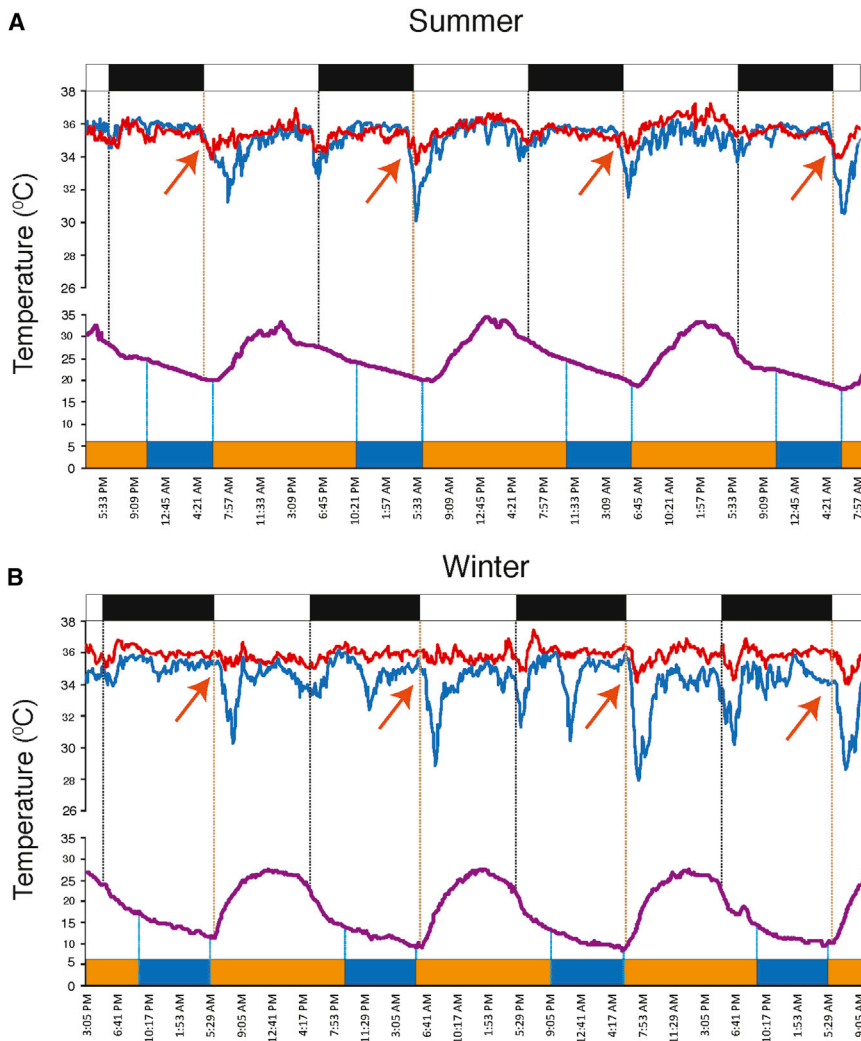 A
Summer
Temperature (⁰C)
38
36
34
32
30
28
26
35
30
25
20
15
10
5
0
5:33 PM
9:09 PM
12:45 AM
4:21 AM
7:57 AM
11:33 AM
3:09 PM
6:45 PM
10:21 PM
1:57 AM
5:33 AM
9:09 AM
12:45 PM
4:21 PM
7:57 PM
11:33 PM
3:09 AM
6:45 AM
10:21 AM
1:57 PM
5:33 PM
9:09 PM
12:45 AM
4:21 AM
7:57 AM
B
Winter
Temperature (⁰C)
38
36
34
32
30
28
26
35
30
25
20
15
10
5
0
3:05 PM
6:41 PM
10:17 PM
1:53 AM
5:29 AM
9:05 AM
12:41 PM
4:17 PM
7:53 PM
11:29 PM
3:05 AM
6:41 AM
10:17 AM
1:53 PM
5:29 PM
9:05 PM
12:41 AM
4:17 AM
7:53 AM
11:29 AM
3:05 PM
6:41 PM
10:17 PM
1:53 AM
5:29 AM
9:05 AM